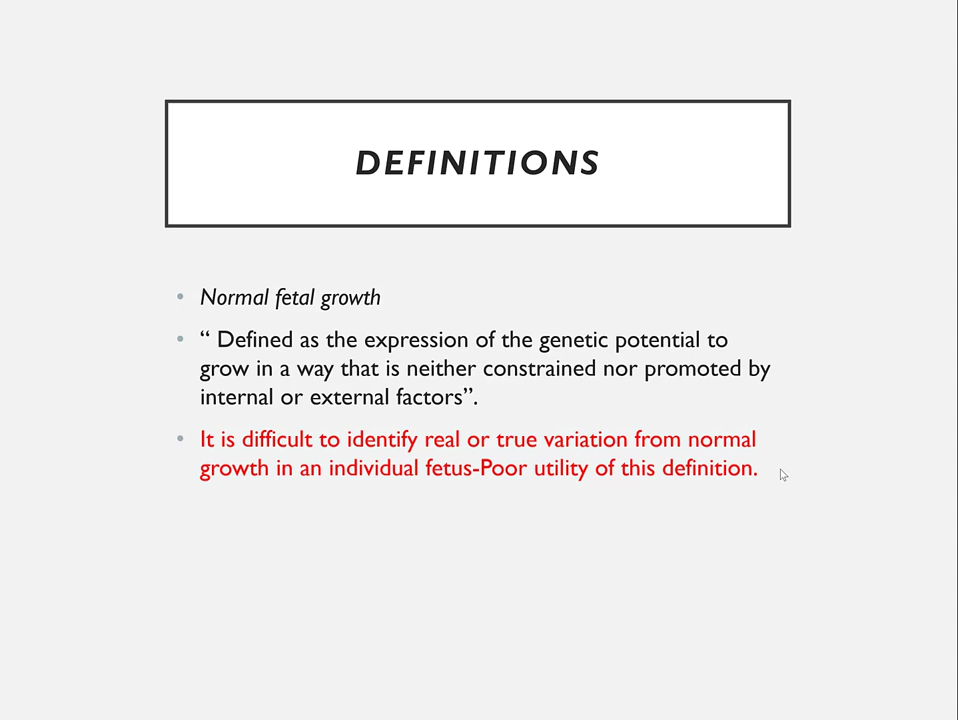 DEFINITIONS
• Normal fetal growth
• “ Defined as the expression of the genetic potential to
grow in a way that is neither constrained nor promoted by
internal or external factors”.
• It is difficult to identify real or true variation from normal
growth in an individual fetus-Poor utility of this definition.